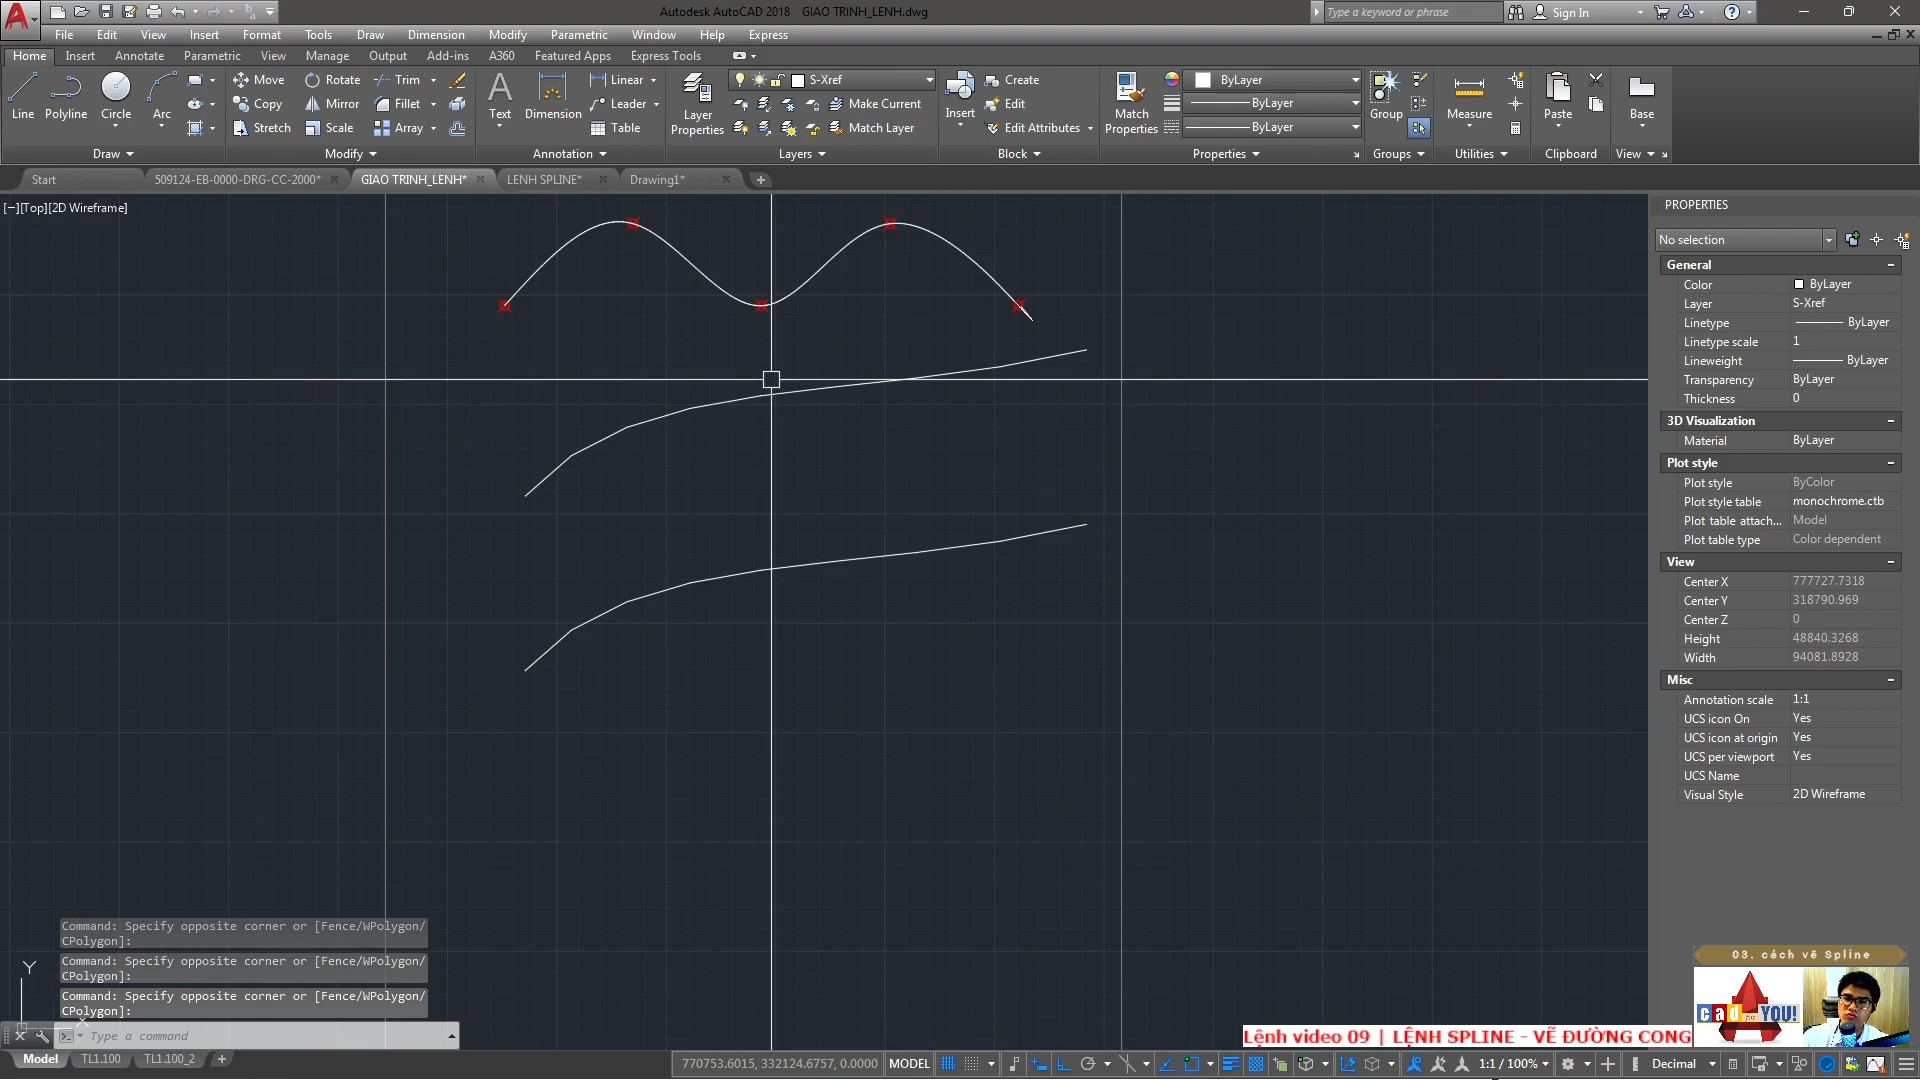 Autodesk AutoCAD 2018 GIAO TRINH_LENH.dwg
Type a keyword or phrase
Sign In
File Edit View Insert Format Tools Draw Dimension Modify Parametric Window Help Express
Home Insert Annotate Parametric View Manage Output Add-ins A360 Featured Apps Express Tools
Line Polyline Circle Arc
Move Rotate Trim
Copy Mirror Fillet
Stretch Scale Array
Text Dimension
Linear
Leader
Table
Layer Properties
S-Xref
Make Current
Match Layer
Insert
Create
Edit
Edit Attributes
Match Properties
ByLayer
ByLayer
ByLayer
Group
Measure
Paste
Base
Draw Modify Annotation Layers Block Properties Groups Utilities Clipboard View
Start 509124-EB-0000-DRG-CC-2000* GIAO TRINH_LENH* LENH SPLINE* Drawing1*
[−][Top][2D Wireframe]
PROPERTIES
No selection
General
Color ByLayer
Layer S-Xref
Linetype ByLayer
Linetype scale 1
Lineweight ByLayer
Transparency ByLayer
Thickness 0
3D Visualization
Material ByLayer
Plot style
Plot style ByColor
Plot style table monochrome.ctb
Plot table attach... Model
Plot table type Color dependent
View
Center X 777727.7318
Center Y 318790.969
Center Z 0
Height 48840.3268
Width 94081.8928
Misc
Annotation scale 1:1
UCS icon On Yes
UCS icon at origin Yes
UCS per viewport Yes
UCS Name
Visual Style 2D Wireframe
Command: Specify opposite corner or [Fence/WPolygon/
CPolygon]:
Command: Specify opposite corner or [Fence/WPolygon/
CPolygon]:
Command: Specify opposite corner or [Fence/WPolygon/
CPolygon]:
Y
X
Type a command
03. cách vẽ Spline
cad for YOU!
Lệnh video 09 | LỆNH SPLINE - VẼ ĐƯỜNG CONG
Model TL1.100 TL1.100_2
770753.6015, 332124.6757, 0.0000 MODEL 1:1 / 100% Decimal